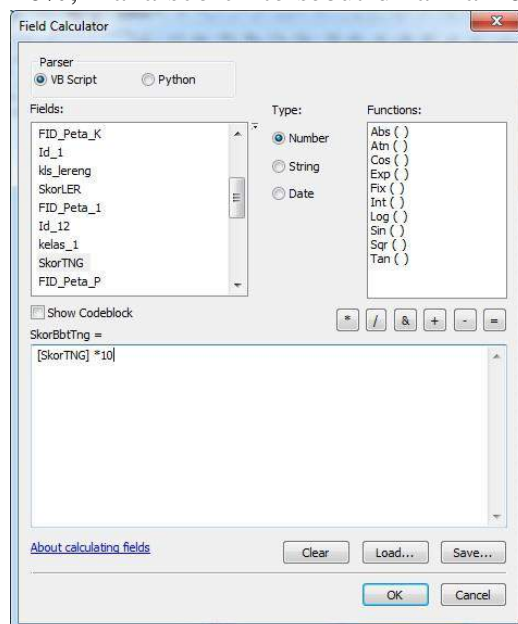 Field Calculator
Parser
VB Script
Python
Fields:
FID_Peta_K
Id_1
kls_lereng
SkorLER
FID_Peta_1
Id_12
kelas_1
SkorTNG
FID_Peta_P
Type:
Number
String
Date
Functions:
Abs ( )
Atn ( )
Cos ( )
Exp ( )
Fix ( )
Int ( )
Log ( )
Sin ( )
Sqr ( )
Tan ( )
Show Codeblock
* / & + - =
SkorBbtTng =
[SkorTNG] *10
About calculating fields
Clear
Load...
Save...
OK
Cancel